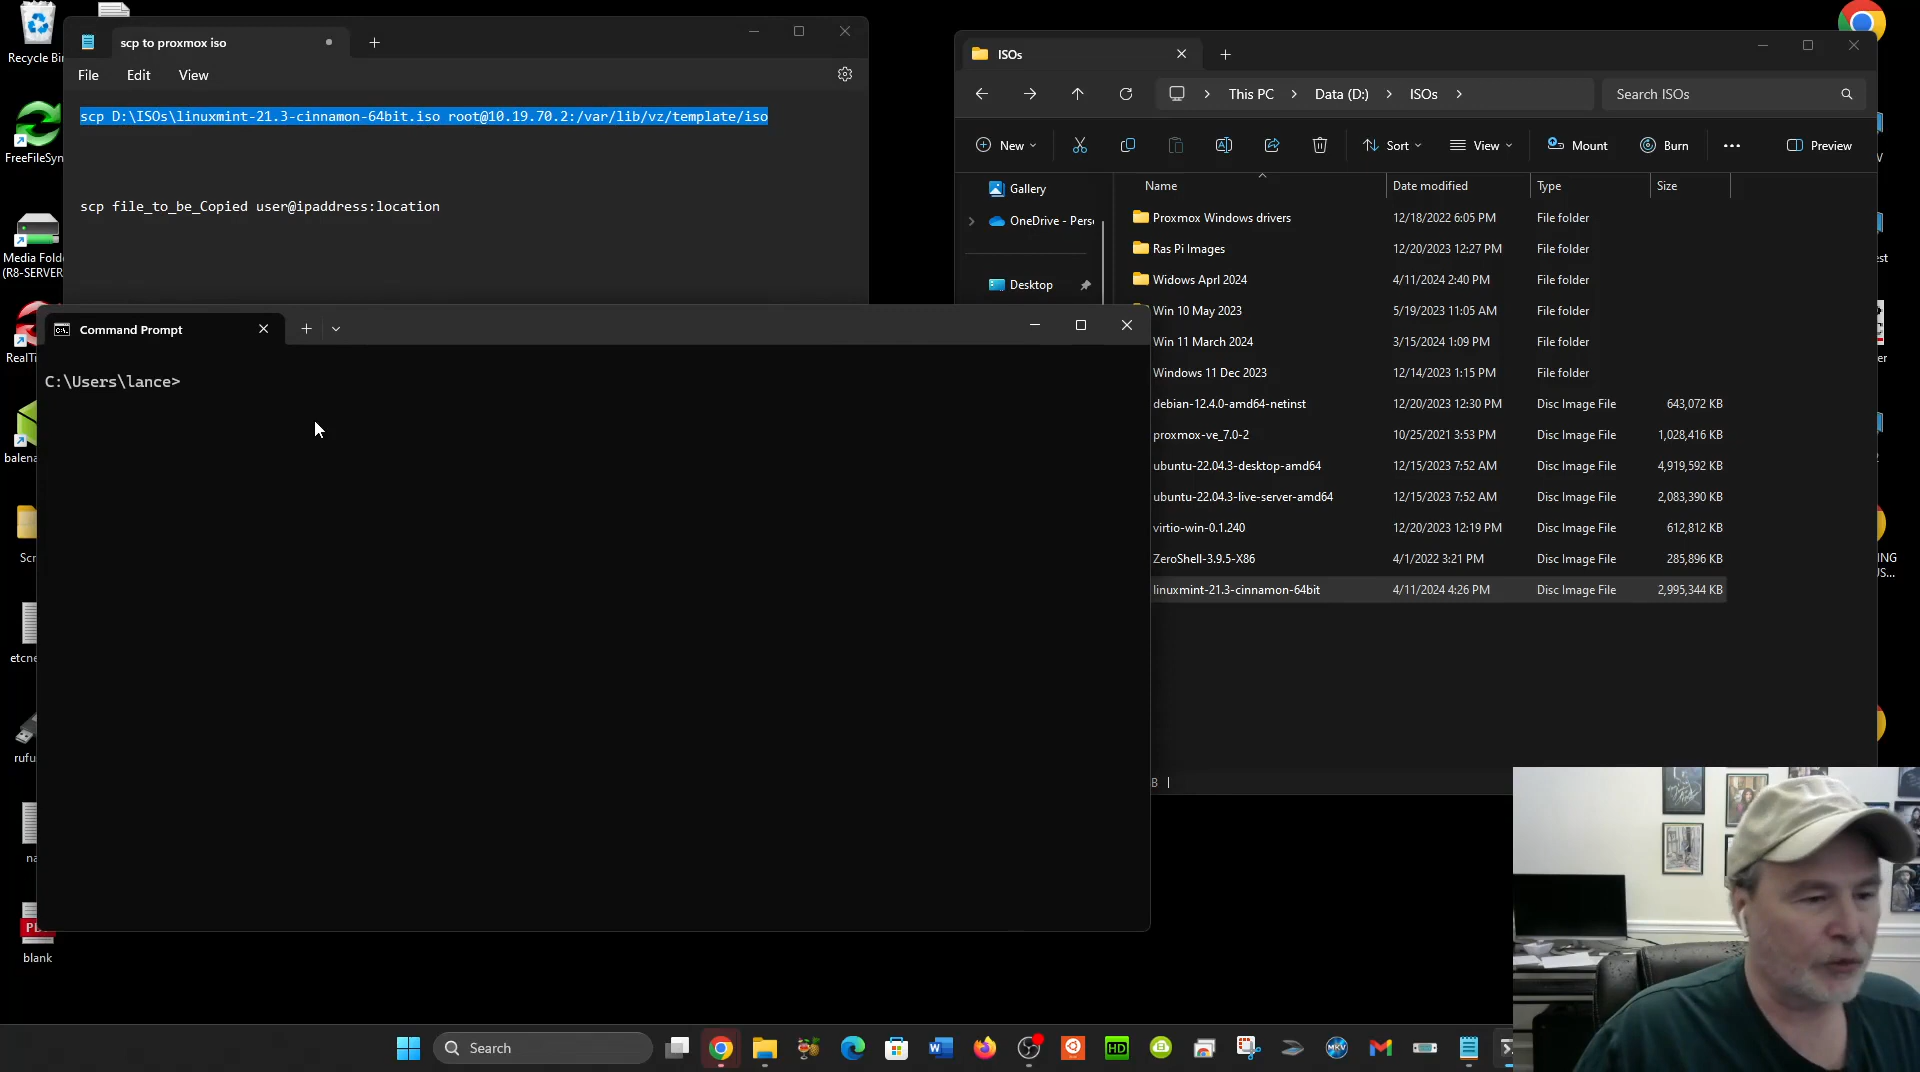 Recycle Bin
FreeFileSyn
Media Fold
(R8-SERVER
RealTi
balena
Scr
etcne
rufu
na
blank
scp to proxmox iso
File
Edit
View
scp D:\ISOs\linuxmint-21.3-cinnamon-64bit.iso root@10.19.70.2:/var/lib/vz/template/iso
scp file_to_be_Copied user@ipaddress:location
Command Prompt
C:\Users\lance>
ISOs
This PC > Data (D:) > ISOs >
Search ISOs
New
Sort
View
Mount
Burn
Preview
Gallery
OneDrive - Pers
Desktop
Name Date modified Type Size
Proxmox Windows drivers 12/18/2022 6:05 PM File folder
Ras Pi Images 12/20/2023 12:27 PM File folder
Widows Aprl 2024 4/11/2024 2:40 PM File folder
Win 10 May 2023 5/19/2023 11:05 AM File folder
Win 11 March 2024 3/15/2024 1:09 PM File folder
Windows 11 Dec 2023 12/14/2023 1:15 PM File folder
debian-12.4.0-amd64-netinst 12/20/2023 12:30 PM Disc Image File 643,072 KB
proxmox-ve_7.0-2 10/25/2021 3:53 PM Disc Image File 1,028,416 KB
ubuntu-22.04.3-desktop-amd64 12/15/2023 7:52 AM Disc Image File 4,919,592 KB
ubuntu-22.04.3-live-server-amd64 12/15/2023 7:52 AM Disc Image File 2,083,390 KB
virtio-win-0.1.240 12/20/2023 12:19 PM Disc Image File 612,812 KB
ZeroShell-3.9.5-X86 4/1/2022 3:21 PM Disc Image File 285,896 KB
linuxmint-21.3-cinnamon-64bit 4/11/2024 4:26 PM Disc Image File 2,995,344 KB
B
V
est
er
NG
S...
Search
HD
MKV